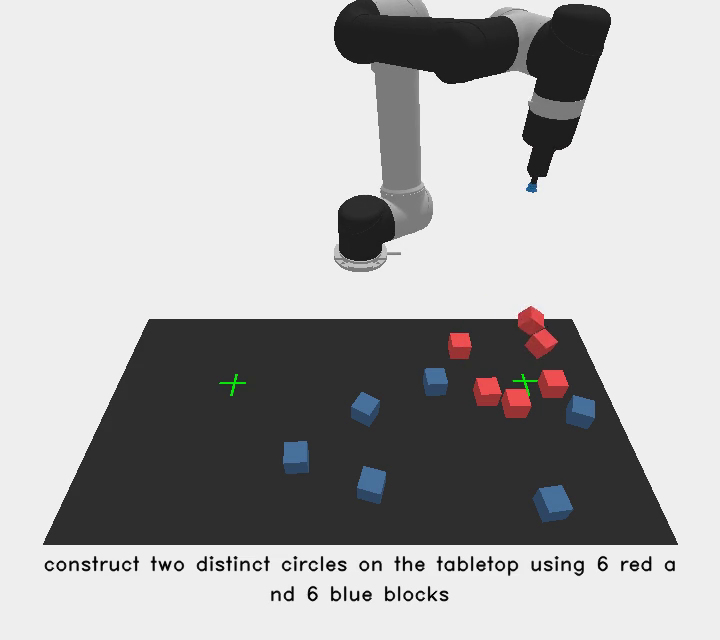 construct two distinct circles on the tabletop using 6 red a
nd 6 blue blocks